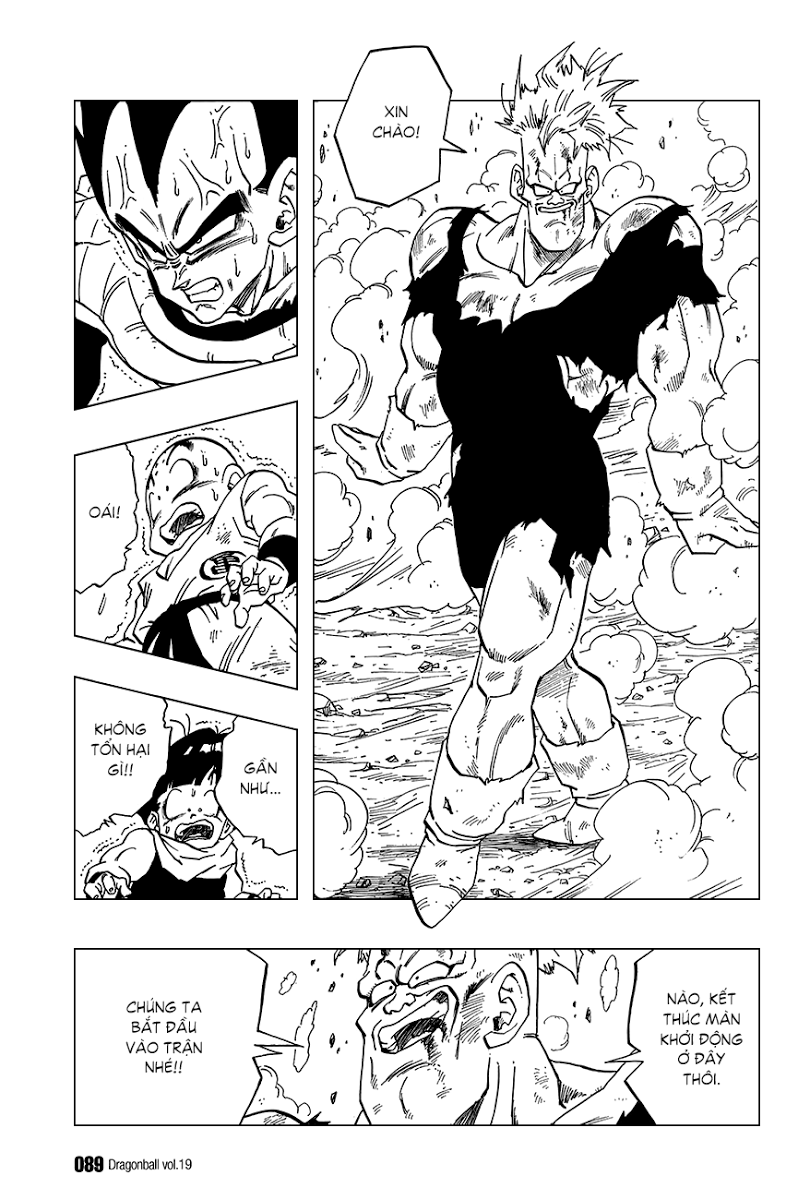 XIN
CHÀO!
OÁI!
GẦN
NHƯ...
KHÔNG
TỔN HẠI
GÌ!!
NÀO, KẾT
THÚC MÀN
KHỞI ĐỘNG
Ở ĐÂY
THÔI.
CHÚNG TA
BẮT ĐẦU
VÀO TRẬN
NHÉ!!
089 Dragonball vol.19